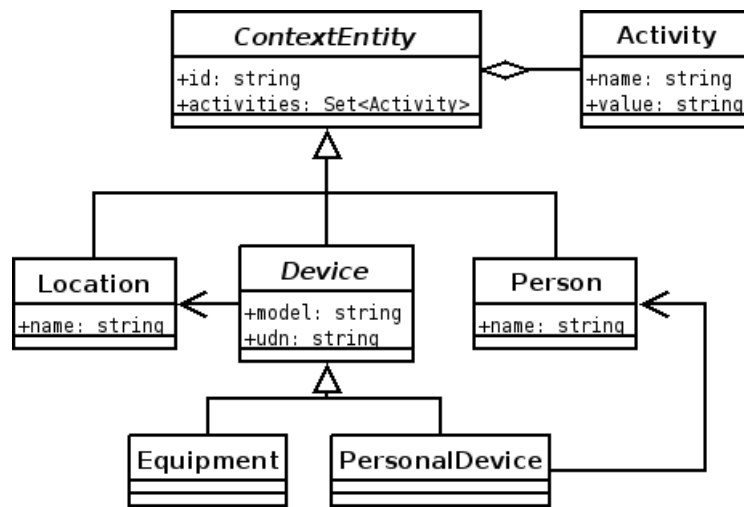 ContextEntity
+id: string
+activities: Set<Activity>
Activity
+name: string
+value: string
Location
+name: string
Device
+model: string
+udn: string
Person
+name: string
Equipment
PersonalDevice